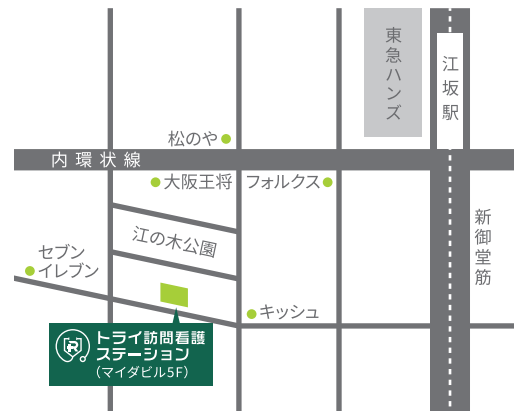 東急ハンズ
江坂駅
松のや
内環状線
大阪王将
フォルクス
江の木公園
新御堂筋
セブン
イレブン
キッシュ
トライ訪問看護
ステーション
(マイダビル5F)